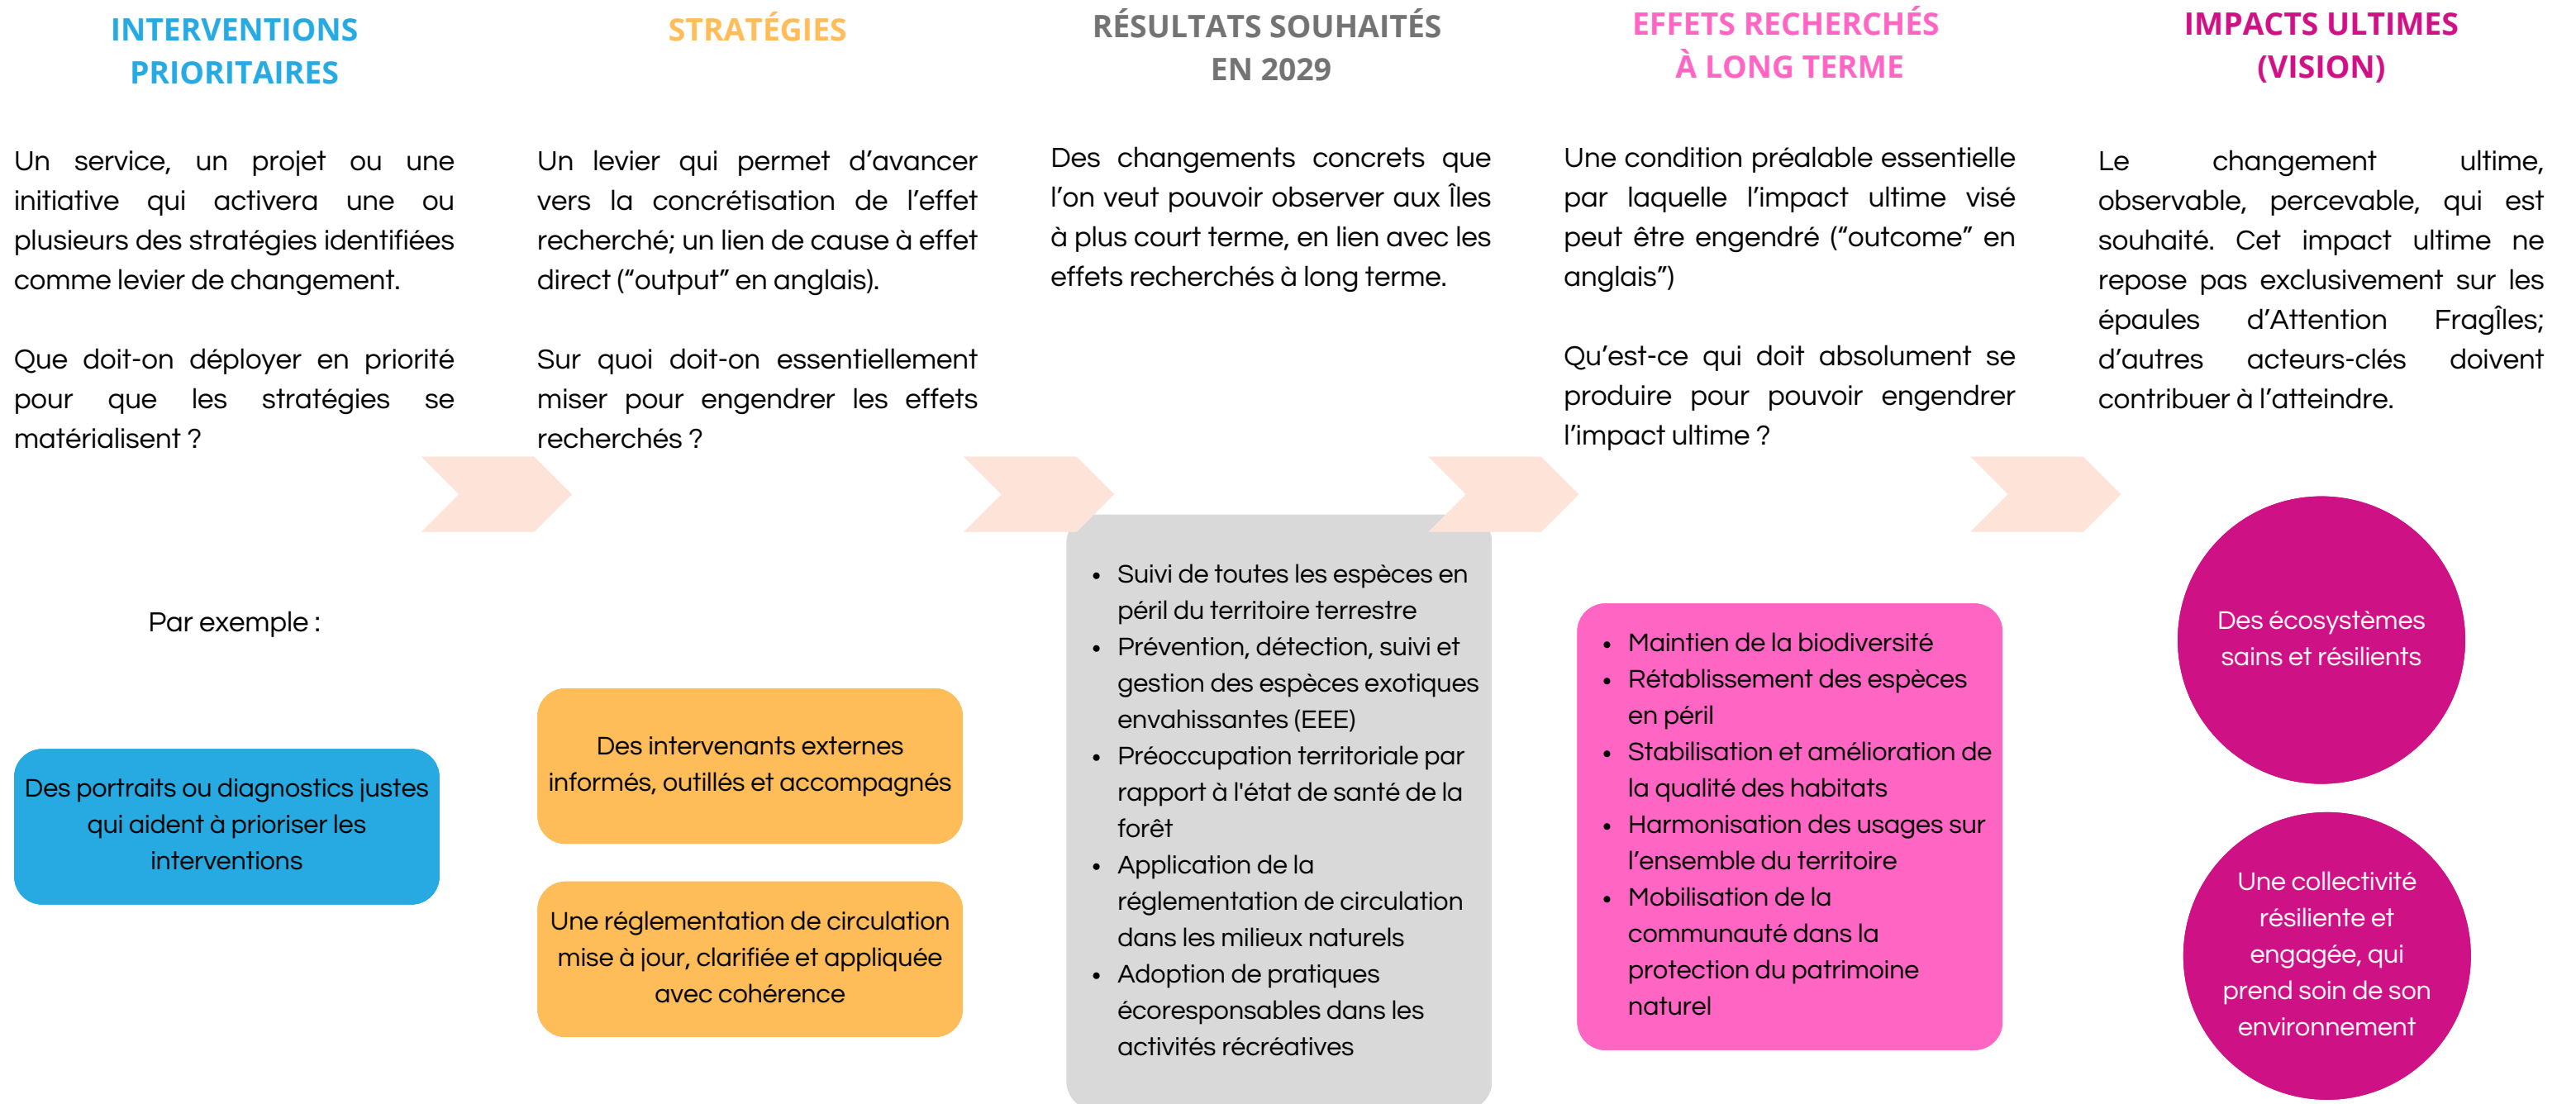 INTERVENTIONS
PRIORITAIRES
Un service, un projet ou une
initiative qui activera une ou
plusieurs des stratégies identifiées
comme levier de changement.
Que doit-on déployer en priorité
pour que les stratégies se
matérialisent ?
Par exemple :
Des portraits ou diagnostics justes
qui aident à prioriser les
interventions
STRATÉGIES
Un levier qui permet d’avancer
vers la concrétisation de l’effet
recherché; un lien de cause à effet
direct (“output” en anglais).
Sur quoi doit-on essentiellement
miser pour engendrer les effets
recherchés ?
Des intervenants externes
informés, outillés et accompagnés
Une réglementation de circulation
mise à jour, clarifiée et appliquée
avec cohérence
RÉSULTATS SOUHAITÉS
EN 2029
Des changements concrets que
l’on veut pouvoir observer aux Îles
à plus court terme, en lien avec les
effets recherchés à long terme.
• Suivi de toutes les espèces en
péril du territoire terrestre
• Prévention, détection, suivi et
gestion des espèces exotiques
envahissantes (EEE)
• Préoccupation territoriale par
rapport à l'état de santé de la
forêt
• Application de la
réglementation de circulation
dans les milieux naturels
• Adoption de pratiques
écoresponsables dans les
activités récréatives
EFFETS RECHERCHÉS
À LONG TERME
Une condition préalable essentielle
par laquelle l’impact ultime visé
peut être engendré (“outcome” en
anglais”)
Qu’est-ce qui doit absolument se
produire pour pouvoir engendrer
l’impact ultime ?
• Maintien de la biodiversité
• Rétablissement des espèces
en péril
• Stabilisation et amélioration de
la qualité des habitats
• Harmonisation des usages sur
l’ensemble du territoire
• Mobilisation de la
communauté dans la
protection du patrimoine
naturel
IMPACTS ULTIMES
(VISION)
Le changement ultime,
observable, percevable, qui est
souhaité. Cet impact ultime ne
repose pas exclusivement sur les
épaules d’Attention FragÎles;
d’autres acteurs-clés doivent
contribuer à l’atteindre.
Des écosystèmes
sains et résilients
Une collectivité
résiliente et
engagée, qui
prend soin de son
environnement